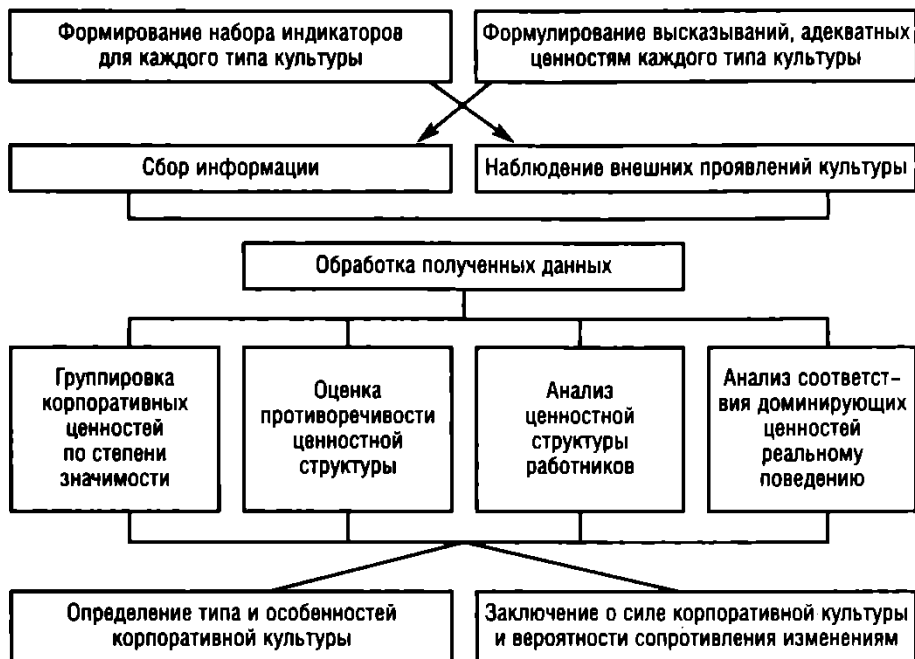 Формирование набора индикаторов
для каждого типа культуры
Формулирование высказываний, адекватных
ценностям каждого типа культуры
Сбор информации
Наблюдение внешних проявлений культуры
Обработка полученных данных
Группировка
корпоративных
ценностей
по степени
значимости
Оценка
противоречивости
ценностной
структуры
Анализ
ценностной
структуры
работников
Анализ соответст-
вия доминирующих
ценностей
реальному
поведению
Определение типа и особенностей
корпоративной культуры
Заключение о силе корпоративной культуры
и вероятности сопротивления изменениям